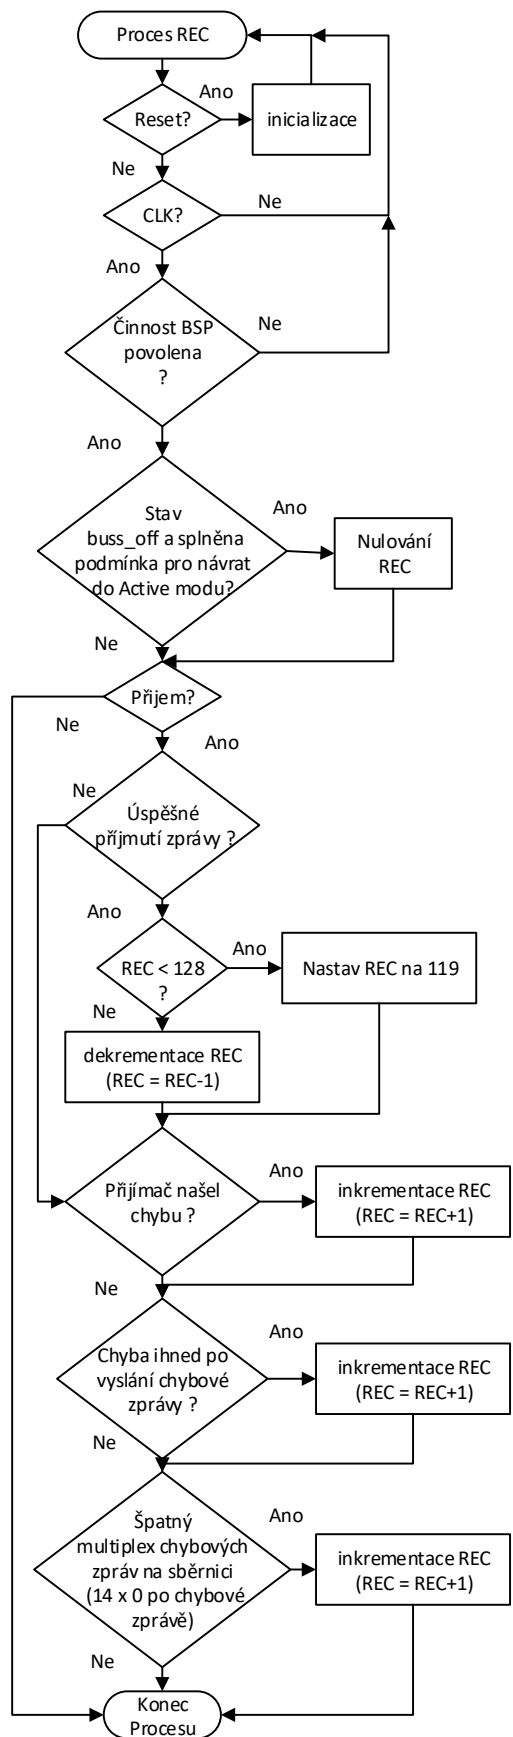 Proces REC
Ano
Reset?
inicializace
Ne
CLK?
Ne
Ano
Činnost BSP
povolena
?
Ne
Ano
Stav
buss_off a splněna
podmínka pro návrat
do Active modu?
Ano
Nulování
REC
Ne
Přijem?
Ne
Ano
Ne
Úspěšné
příjmutí zprávy ?
Ano
REC < 128
?
Ano
Nastav REC na 119
Ne
dekrementace REC
(REC = REC-1)
Přijímač našel
chybu ?
Ano
inkrementace REC
(REC = REC+1)
Ne
Chyba ihned po
vyslání chybové
zprávy ?
Ano
inkrementace REC
(REC = REC+1)
Ne
Špatný
multiplex chybových
zpráv na sběrnici
(14 x 0 po chybové
zprávě)
Ano
inkrementace REC
(REC = REC+1)
Ne
Konec
Procesu